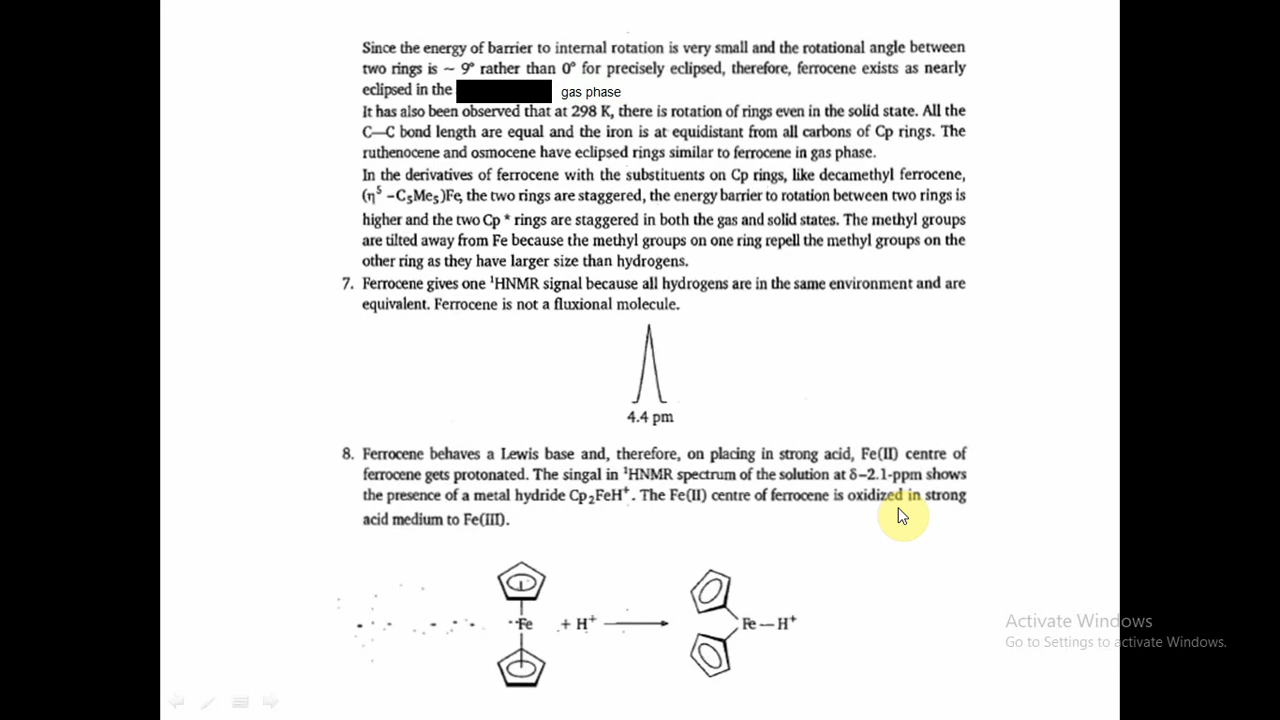 Since the energy of barrier to internal rotation is very small and the rotational angle between
two rings is ~ 9° rather than 0° for precisely eclipsed, therefore, ferrocene exists as nearly
eclipsed in the gas phase
It has also been observed that at 298 K, there is rotation of rings even in the solid state. All the
C—C bond length are equal and the iron is at equidistant from all carbons of Cp rings. The
ruthenocene and osmocene have eclipsed rings similar to ferrocene in gas phase.
In the derivatives of ferrocene with the substituents on Cp rings, like decamethyl ferrocene,
(η⁵ –C₅Me₅)Fe, the two rings are staggered, the energy barrier to rotation between two rings is
higher and the two Cp * rings are staggered in both the gas and solid states. The methyl groups
are tilted away from Fe because the methyl groups on one ring repell the methyl groups on the
other ring as they have larger size than hydrogens.
7. Ferrocene gives one ¹HNMR signal because all hydrogens are in the same environment and are
equivalent. Ferrocene is not a fluxional molecule.
4.4 pm
8. Ferrocene behaves a Lewis base and, therefore, on placing in strong acid, Fe(II) centre of
ferrocene gets protonated. The singal in ¹HNMR spectrum of the solution at δ–2.1-ppm shows
the presence of a metal hydride Cp₂FeH⁺. The Fe(II) centre of ferrocene is oxidized in strong
acid medium to Fe(III).
Fe + H⁺ Fe—H⁺
Activate Windows
Go to Settings to activate Windows.